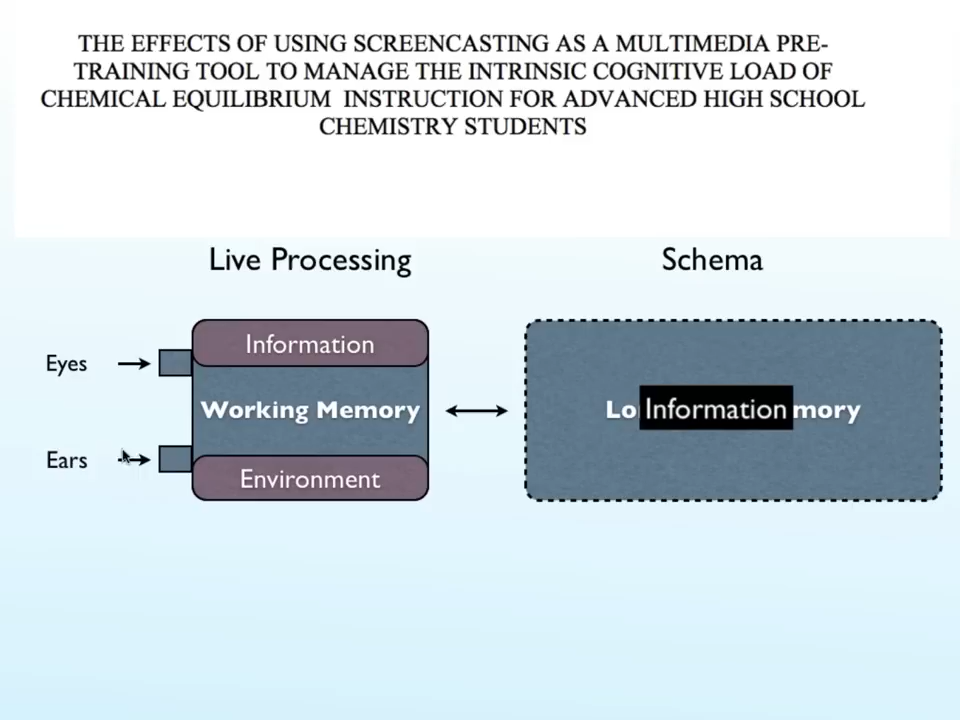 THE EFFECTS OF USING SCREENCASTING AS A MULTIMEDIA PRE-
TRAINING TOOL TO MANAGE THE INTRINSIC COGNITIVE LOAD OF
CHEMICAL EQUILIBRIUM INSTRUCTION FOR ADVANCED HIGH SCHOOL
CHEMISTRY STUDENTS
Live Processing
Schema
Information
Eyes
Working Memory
Lo Information mory
Ears
Environment